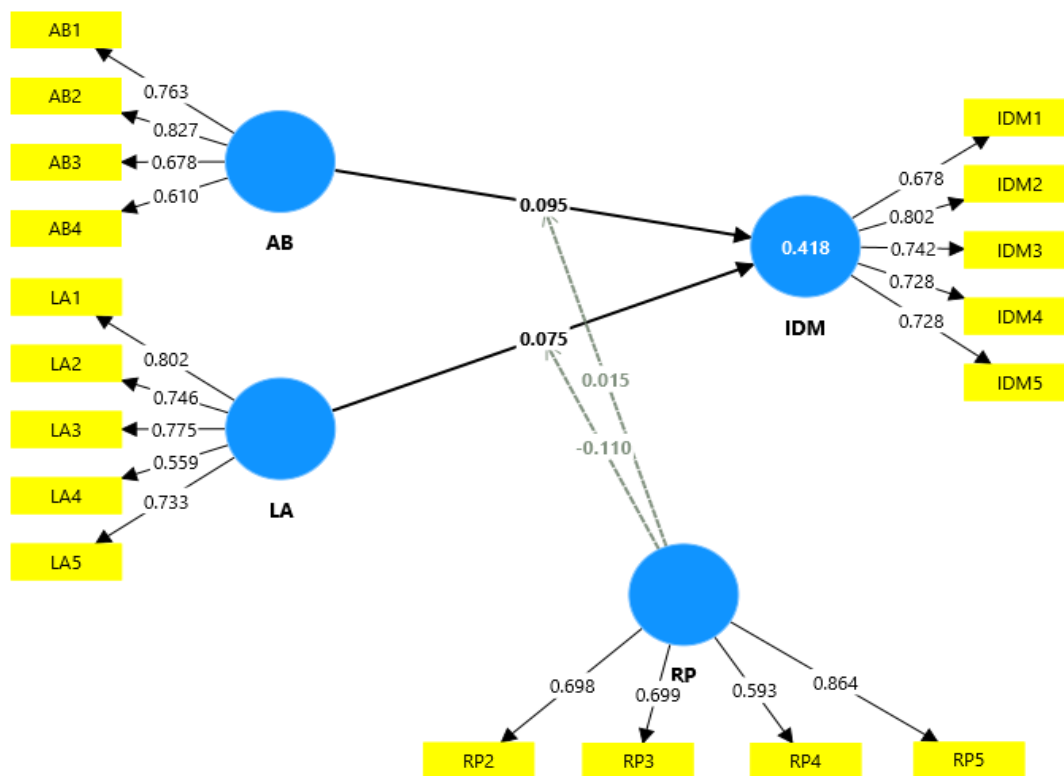 AB1
0.763
AB2
0.827
AB3
0.678
AB4
0.610
AB
LA1
0.802
LA2
0.746
LA3
0.775
LA4
0.559
LA5
0.733
LA
0.095
0.075
0.015
-0.110
0.418
IDM
IDM1
0.678
IDM2
0.802
IDM3
0.742
IDM4
0.728
IDM5
0.728
RP
0.698
0.699
0.593
0.864
RP2
RP3
RP4
RP5